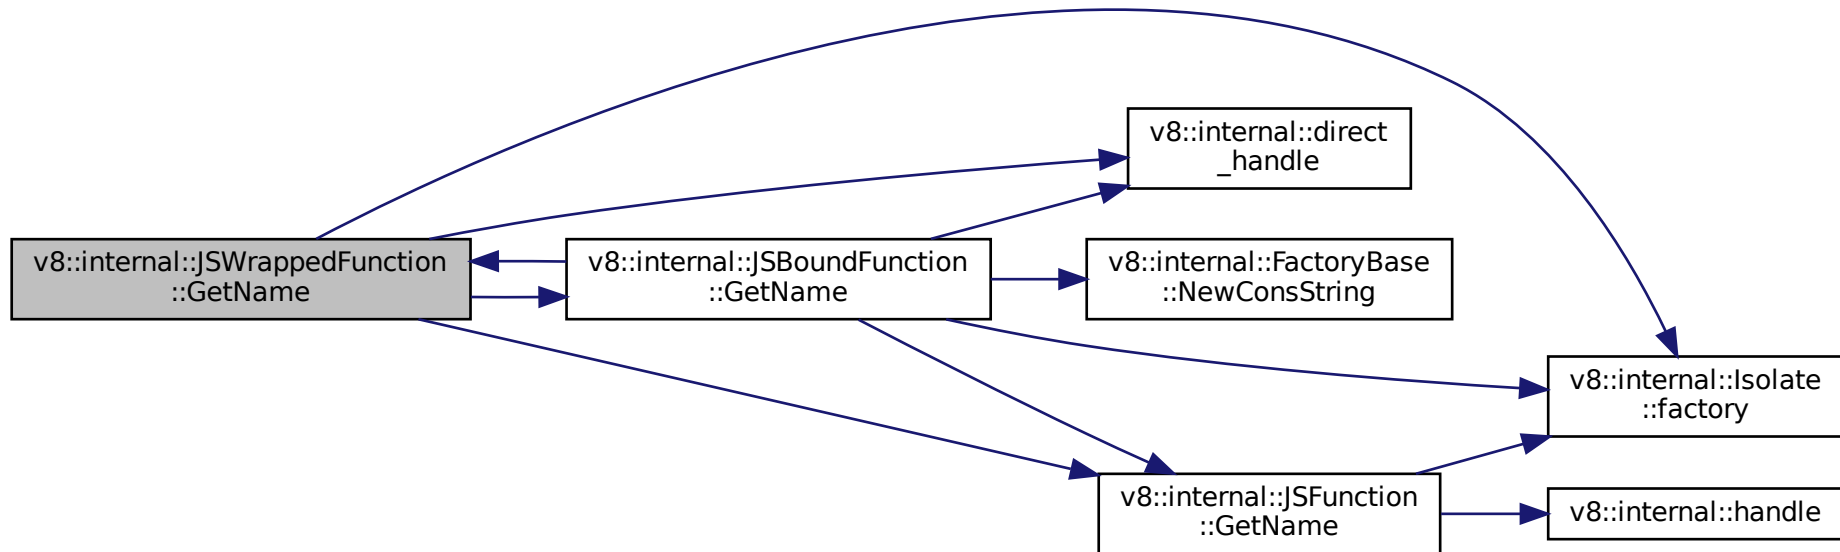 v8::internal::direct
_handle
v8::internal::JSWrappedFunction
::GetName
v8::internal::JSBoundFunction
::GetName
v8::internal::FactoryBase
::NewConsString
v8::internal::Isolate
::factory
v8::internal::JSFunction
::GetName
v8::internal::handle